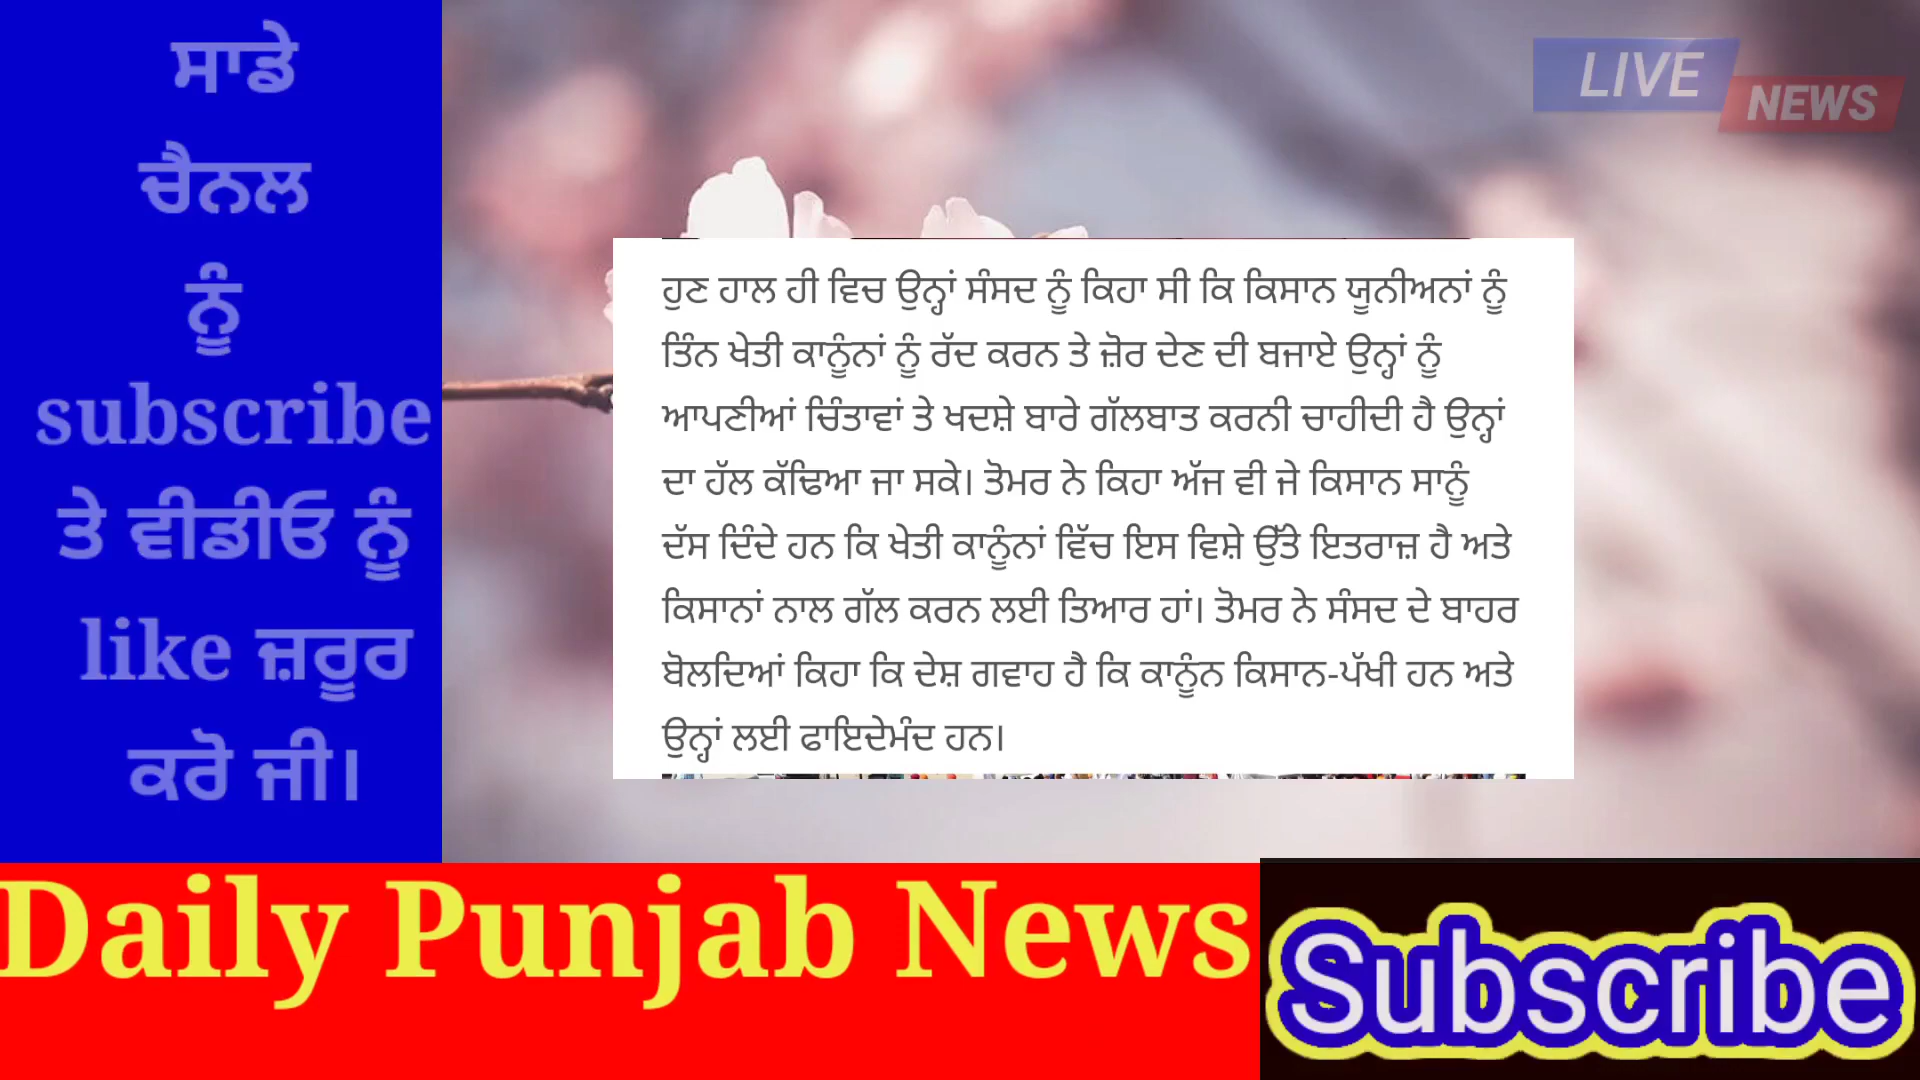 ਸਾਡੇ
ਚੈਨਲ
ਨੂੰ
subscribe
ਤੇ ਵੀਡੀਓ ਨੂੰ
like ਜ਼ਰੂਰ
ਕਰੋ ਜੀ।
LIVE
NEWS
ਹੁਣ ਹਾਲ ਹੀ ਵਿਚ ਉਨ੍ਹਾਂ ਸੰਸਦ ਨੂੰ ਕਿਹਾ ਸੀ ਕਿ ਕਿਸਾਨ ਯੂਨੀਅਨਾਂ ਨੂੰ
ਤਿੰਨ ਖੇਤੀ ਕਾਨੂੰਨਾਂ ਨੂੰ ਰੱਦ ਕਰਨ ਤੇ ਜ਼ੋਰ ਦੇਣ ਦੀ ਬਜਾਏ ਉਨ੍ਹਾਂ ਨੂੰ
ਆਪਣੀਆਂ ਚਿੰਤਾਵਾਂ ਤੇ ਖਦਸ਼ੇ ਬਾਰੇ ਗੱਲਬਾਤ ਕਰਨੀ ਚਾਹੀਦੀ ਹੈ ਉਨ੍ਹਾਂ
ਦਾ ਹੱਲ ਕੱਢਿਆ ਜਾ ਸਕੇ। ਤੋਮਰ ਨੇ ਕਿਹਾ ਅੱਜ ਵੀ ਜੇ ਕਿਸਾਨ ਸਾਨੂੰ
ਦੱਸ ਦਿੰਦੇ ਹਨ ਕਿ ਖੇਤੀ ਕਾਨੂੰਨਾਂ ਵਿੱਚ ਇਸ ਵਿਸ਼ੇ ਉੱਤੇ ਇਤਰਾਜ਼ ਹੈ ਅਤੇ
ਕਿਸਾਨਾਂ ਨਾਲ ਗੱਲ ਕਰਨ ਲਈ ਤਿਆਰ ਹਾਂ। ਤੋਮਰ ਨੇ ਸੰਸਦ ਦੇ ਬਾਹਰ
ਬੋਲਦਿਆਂ ਕਿਹਾ ਕਿ ਦੇਸ਼ ਗਵਾਹ ਹੈ ਕਿ ਕਾਨੂੰਨ ਕਿਸਾਨ-ਪੱਖੀ ਹਨ ਅਤੇ
ਉਨ੍ਹਾਂ ਲਈ ਫਾਇਦੇਮੰਦ ਹਨ।
Daily Punjab News
Subscribe